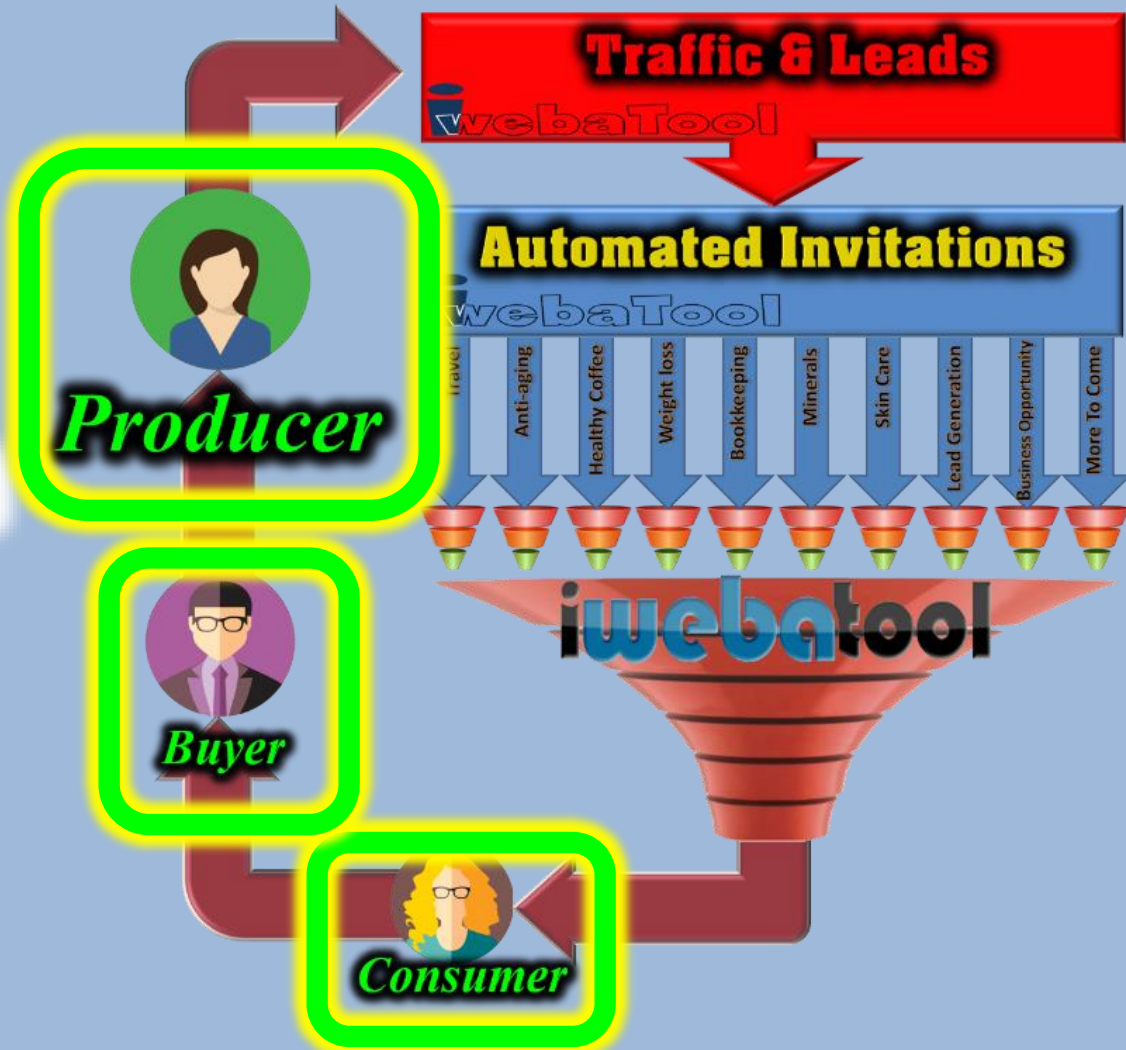 Traffic & Leads
iwebaTool
Automated Invitations
iwebaTool
Travel
Anti-aging
Healthy Coffee
Weight loss
Bookkeeping
Minerals
Skin Care
Lead Generation
Business Opportunity
More To Come
Producer
iwebatool
Buyer
Consumer